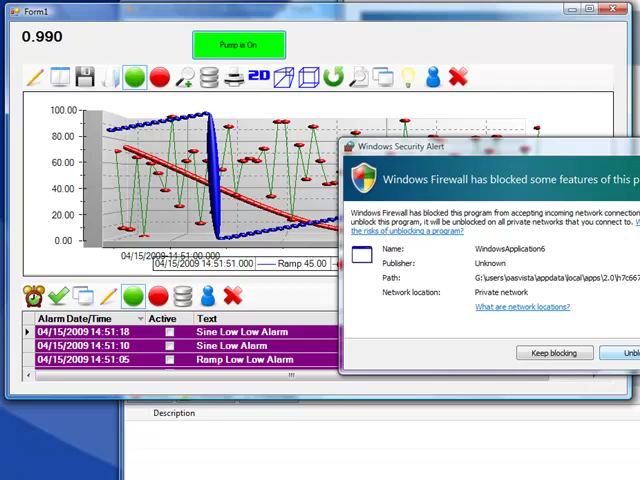 Form1
0.990
Pump is On
2D
100.00
80.00
60.00
40.00
20.00
0.00
04/15/2009 14:51:00.000
04/15/2009 14:51:51.000
Ramp 45.00
Alarm Date/Time Active Text
04/15/2009 14:51:18 Sine Low Low Alarm
04/15/2009 14:51:10 Sine Low Alarm
04/15/2009 14:51:05 Ramp Low Low Alarm
Description
Windows Security Alert
Windows Firewall has blocked some features of this p
Windows Firewall has blocked this program from accepting incoming network connection
unblock this program, it will be unblocked on all private networks that you connect to.
the risks of unblocking a program?
Name: WindowsApplication6
Publisher: Unknown
Path: G:\users\aasvista\appdata\local\apps\2.0\h7c667
Network location: Private network
What are network locations?
Keep blocking
Unbl